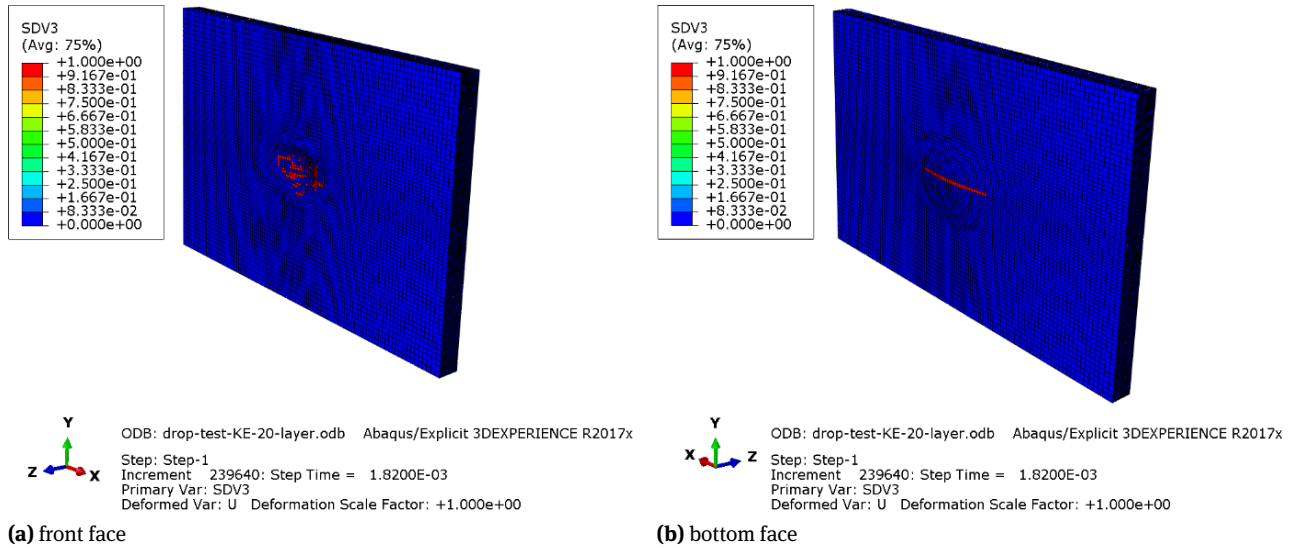 SDV3
(Avg: 75%)
+1.000e+00
+9.167e-01
+8.333e-01
+7.500e-01
+6.667e-01
+5.833e-01
+5.000e-01
+4.167e-01
+3.333e-01
+2.500e-01
+1.667e-01
+8.333e-02
+0.000e+00
Y
Z
X
ODB: drop-test-KE-20-layer.odb Abaqus/Explicit 3DEXPERIENCE R2017x
Step: Step-1
Increment 239640: Step Time = 1.8200E-03
Primary Var: SDV3
Deformed Var: U Deformation Scale Factor: +1.000e+00
(a) front face
SDV3
(Avg: 75%)
+1.000e+00
+9.167e-01
+8.333e-01
+7.500e-01
+6.667e-01
+5.833e-01
+5.000e-01
+4.167e-01
+3.333e-01
+2.500e-01
+1.667e-01
+8.333e-02
+0.000e+00
Y
X
Z
ODB: drop-test-KE-20-layer.odb Abaqus/Explicit 3DEXPERIENCE R2017x
Step: Step-1
Increment 239640: Step Time = 1.8200E-03
Primary Var: SDV3
Deformed Var: U Deformation Scale Factor: +1.000e+00
(b) bottom face